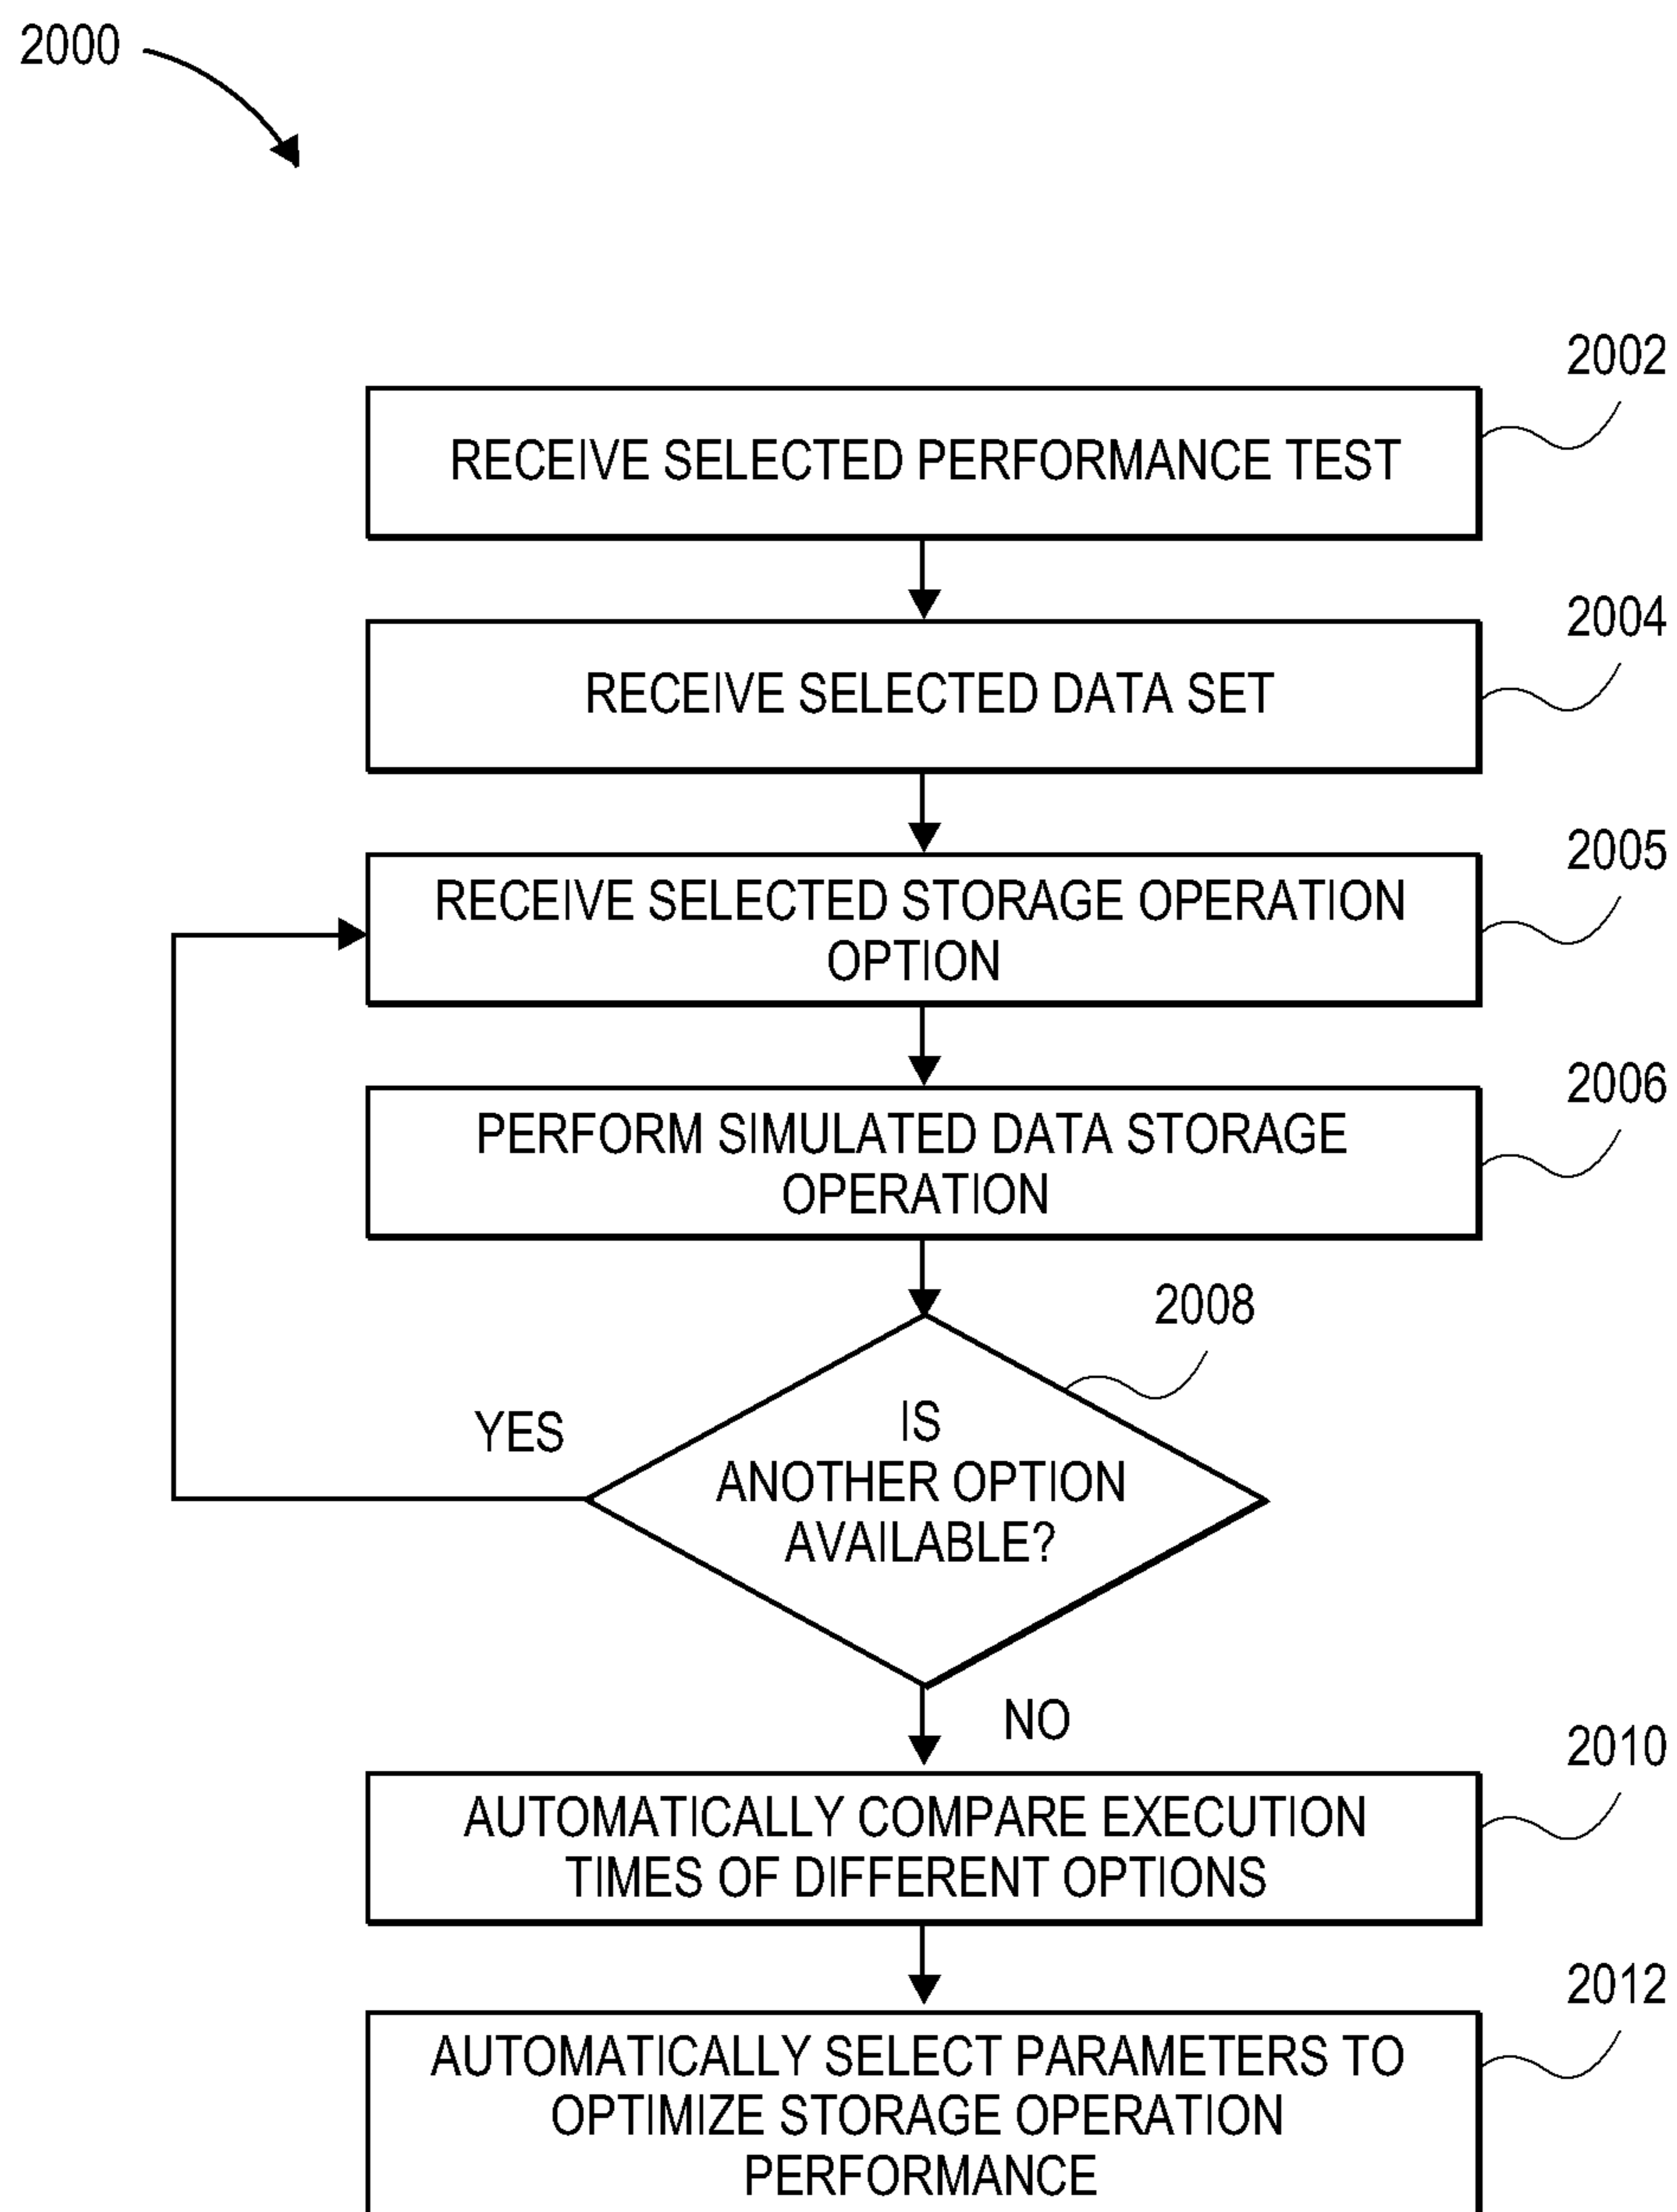 2000
2002
RECEIVE SELECTED PERFORMANCE TEST
2004
RECEIVE SELECTED DATA SET
2005
RECEIVE SELECTED STORAGE OPERATION
OPTION
2006
PERFORM SIMULATED DATA STORAGE
OPERATION
2008
IS
ANOTHER OPTION
AVAILABLE?
YES
NO
2010
AUTOMATICALLY COMPARE EXECUTION
TIMES OF DIFFERENT OPTIONS
2012
AUTOMATICALLY SELECT PARAMETERS TO
OPTIMIZE STORAGE OPERATION
PERFORMANCE